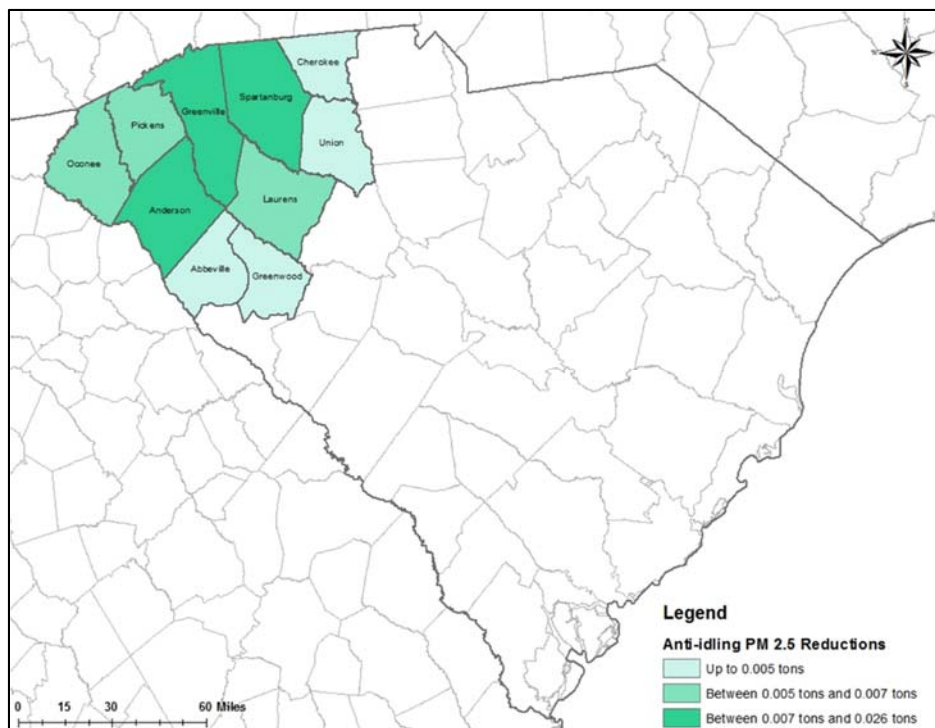 Cherokee
Spartanburg
Greenville
Pickens
Union
Oconee
Laurens
Anderson
Abbeville
Greenwood
Legend
Anti-idling PM 2.5 Reductions
Up to 0.005 tons
Between 0.005 tons and 0.007 tons
Between 0.007 tons and 0.026 tons
0 15 30 60 Miles